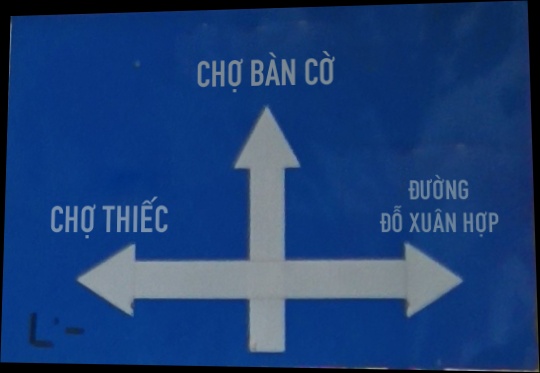 CHỢ BÀN CỜ
CHỢ THIẾC
ĐƯỜNG
ĐỖ XUÂN HỢP